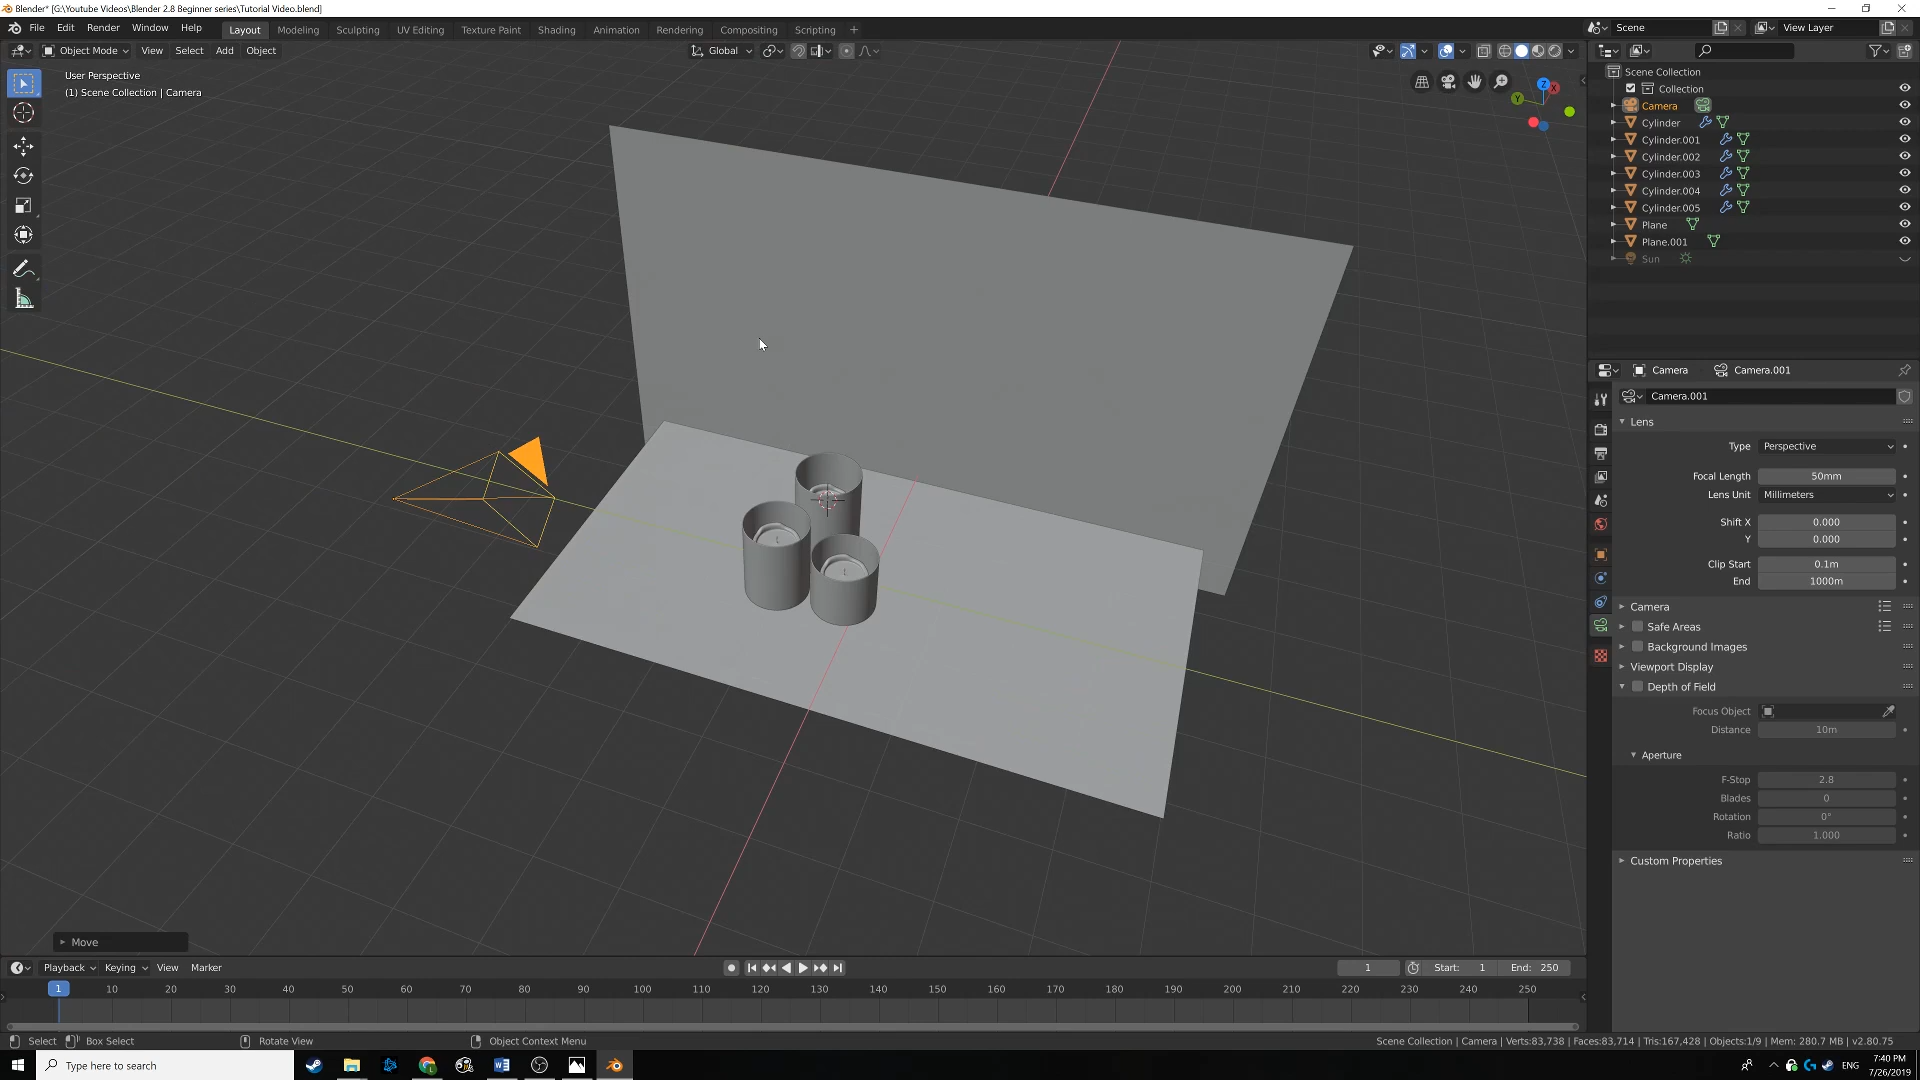 Blender* [G:\Youtube Videos\Blender 2.8 Beginner series\Tutorial Video.blend]
File Edit Render Window Help Layout Modeling Sculpting UV Editing Texture Paint Shading Animation Rendering Compositing Scripting + Scene View Layer
Object Mode View Select Add Object Global
User Perspective
(1) Scene Collection | Camera
Z X Y
Scene Collection
Collection
Camera
Cylinder
Cylinder.001
Cylinder.002
Cylinder.003
Cylinder.004
Cylinder.005
Plane
Plane.001
Sun
Camera Camera.001
Camera.001
Lens
Type Perspective
Focal Length 50mm
Lens Unit Millimeters
Shift X 0.000
Y 0.000
Clip Start 0.1m
End 1000m
Camera
Safe Areas
Background Images
Viewport Display
Depth of Field
Focus Object
Distance 10m
Aperture
F-Stop 2.8
Blades 0
Rotation 0°
Ratio 1.000
Custom Properties
Move
Playback Keying View Marker 1 Start: 1 End: 250
1 10 20 30 40 50 60 70 80 90 100 110 120 130 140 150 160 170 180 190 200 210 220 230 240 250
Select Box Select Rotate View Object Context Menu Scene Collection | Camera | Verts:83,738 | Faces:83,714 | Tris:167,428 | Objects:1/9 | Mem: 280.7 MB | v2.80.75
Type here to search ENG 7:40 PM
7/26/2019